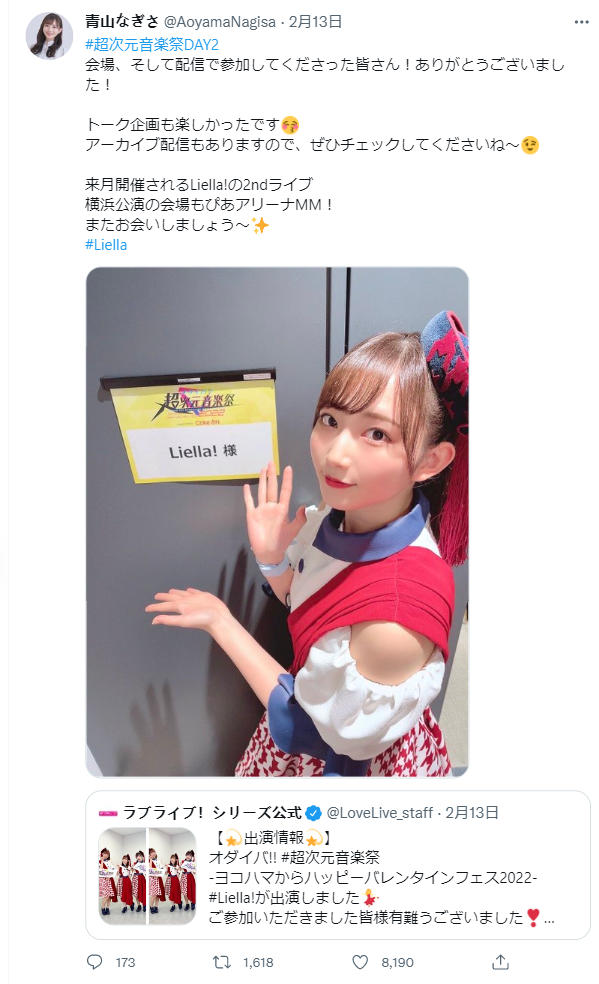 青山なぎさ @AoyamaNagisa · 2月13日
#超次元音楽祭DAY2
会場、そして配信で参加してくださった皆さん！ありがとうございまし
た！
トーク企画も楽しかったです😚
アーカイブ配信もありますので、ぜひチェックしてくださいね〜😉
来月開催されるLiella!の2ndライブ
横浜公演の会場もぴあアリーナMM！
またお会いしましょう〜✨
#Liella
超次元音楽祭
Liella! 様
ラブライブ！シリーズ公式 @LoveLive_staff · 2月13日
【💫出演情報💫】
オダイバ!! #超次元音楽祭
-ヨコハマからハッピーバレンタインフェス2022-
#Liella!が出演しました💃
ご参加いただきました皆様有難うございました❣...
173 1,618 8,190